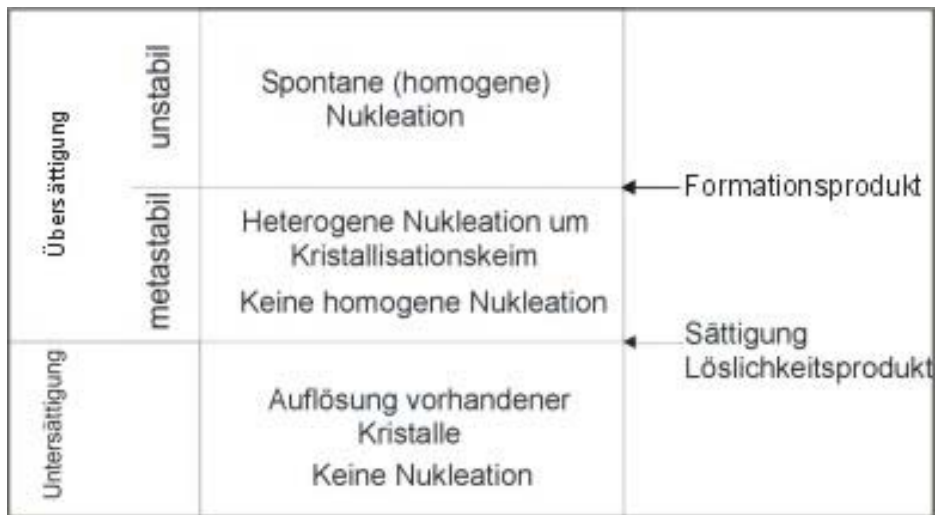 Übersättigung
unstabil
Spontane (homogene)
Nukleation
Formationsprodukt
metastabil
Heterogene Nukleation um
Kristallisationskeim
Keine homogene Nukleation
Sättigung
Löslichkeitsprodukt
Untersättigung
Auflösung vorhandener
Kristalle
Keine Nukleation